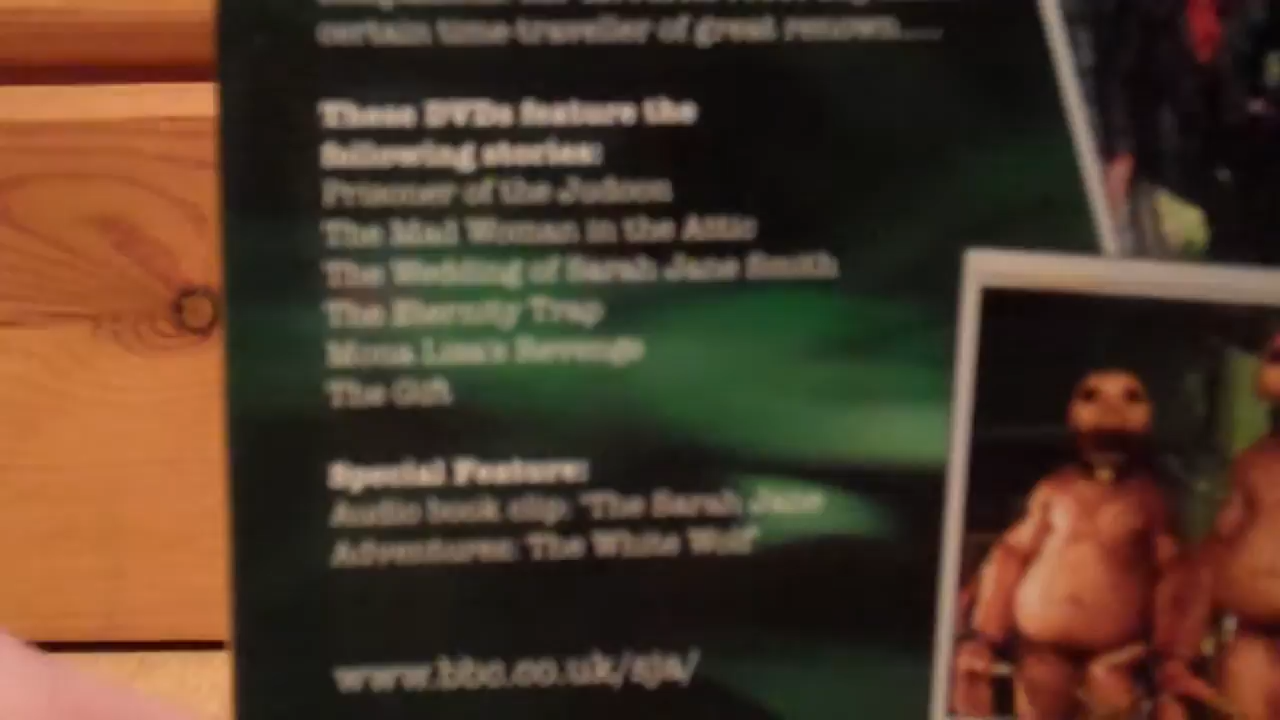 certain time-traveller of great renown.....
These DVDs feature the
following stories:
Prisoner of the Judoon
The Mad Woman in the Attic
The Wedding of Sarah Jane Smith
The Eternity Trap
Mona Lisa's Revenge
The Gift
Special Feature:
Audio book clip: 'The Sarah Jane
Adventures: The White Wolf'
www.bbc.co.uk/sja/